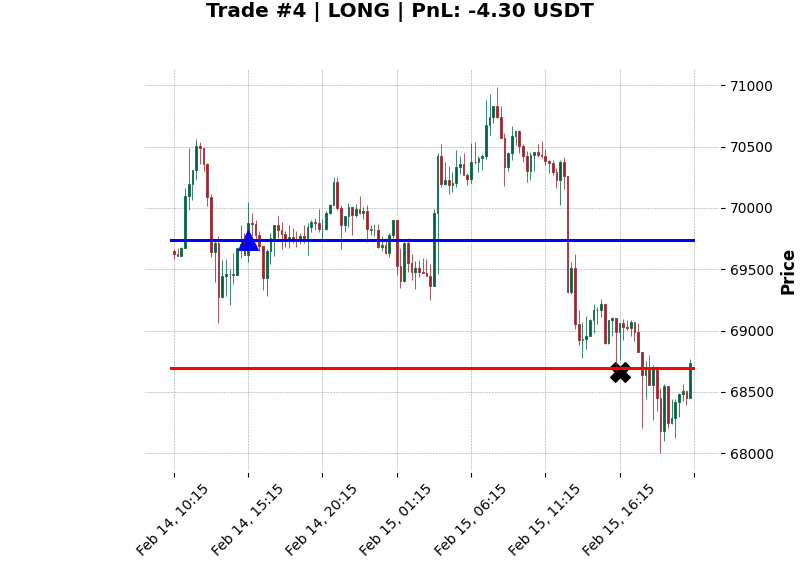 Trade #4 | LONG | PnL: -4.30 USDT
71000
70500
70000
69500
69000
68500
68000
Price
Feb 14, 10:15
Feb 14, 15:15
Feb 14, 20:15
Feb 15, 01:15
Feb 15, 06:15
Feb 15, 11:15
Feb 15, 16:15